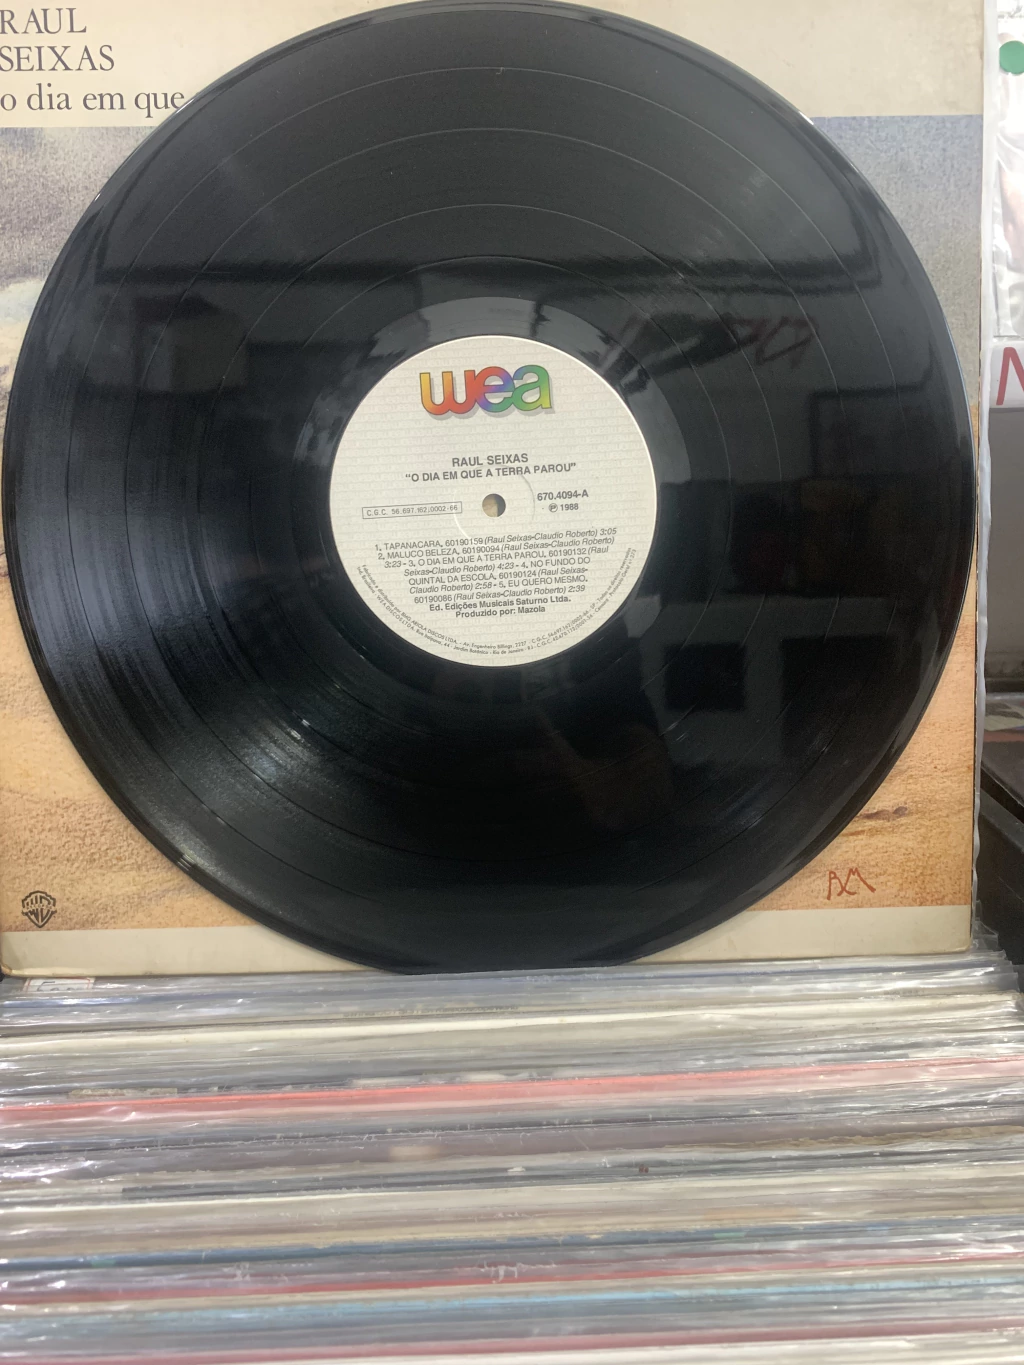 RAUL
SEIXAS
o dia em que
wea
RAUL SEIXAS
"O DIA EM QUE A TERRA PAROU"
C.G.C. 56.697.162/0002-66
670.4094-A
℗ 1988
1. TAPANACARA, 60190159 (Raul Seixas-Claudio Roberto) 3:05
2. MALUCO BELEZA, 60190094 (Raul Seixas-Claudio Roberto)
3:23 - 3. O DIA EM QUE A TERRA PAROU, 60190132 (Raul
Seixas-Claudio Roberto) 4:23 - 4. NO FUNDO DO
QUINTAL DA ESCOLA, 60190124 (Raul Seixas-
Claudio Roberto) 2:58 - 5. EU QUERO MESMO,
60190086 (Raul Seixas-Claudio Roberto) 2:39
Ed. Edições Musicais Saturno Ltda.
Produzido por: Mazola
BM